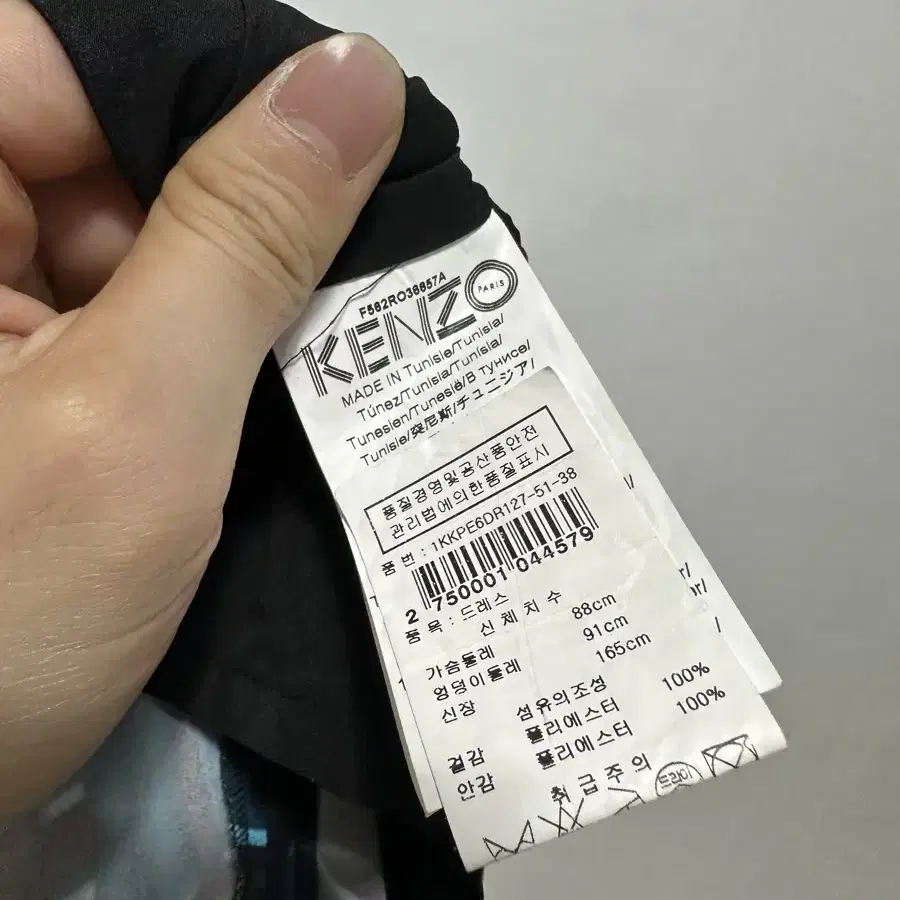 F562RO36657A
KENZO
PARIS
MADE IN Tunisie/Tunisia/
Túnez/Tunisia/Tunísia/
Tunesien/Tunesië/В тунисе/
Tunisie/突尼斯/チュニジア/
품질경영및공산품안전
관리법에의한품질표시
품 번 : 1KKPE6DR127-51-38
2 750001 044579
품 목 : 드레스
신 체 치 수
가슴둘레 88cm
엉덩이둘레 91cm
신장 165cm
섬유의조성
겉감 폴리에스터 100%
안감 폴리에스터 100%
취 급 주 의
드라이